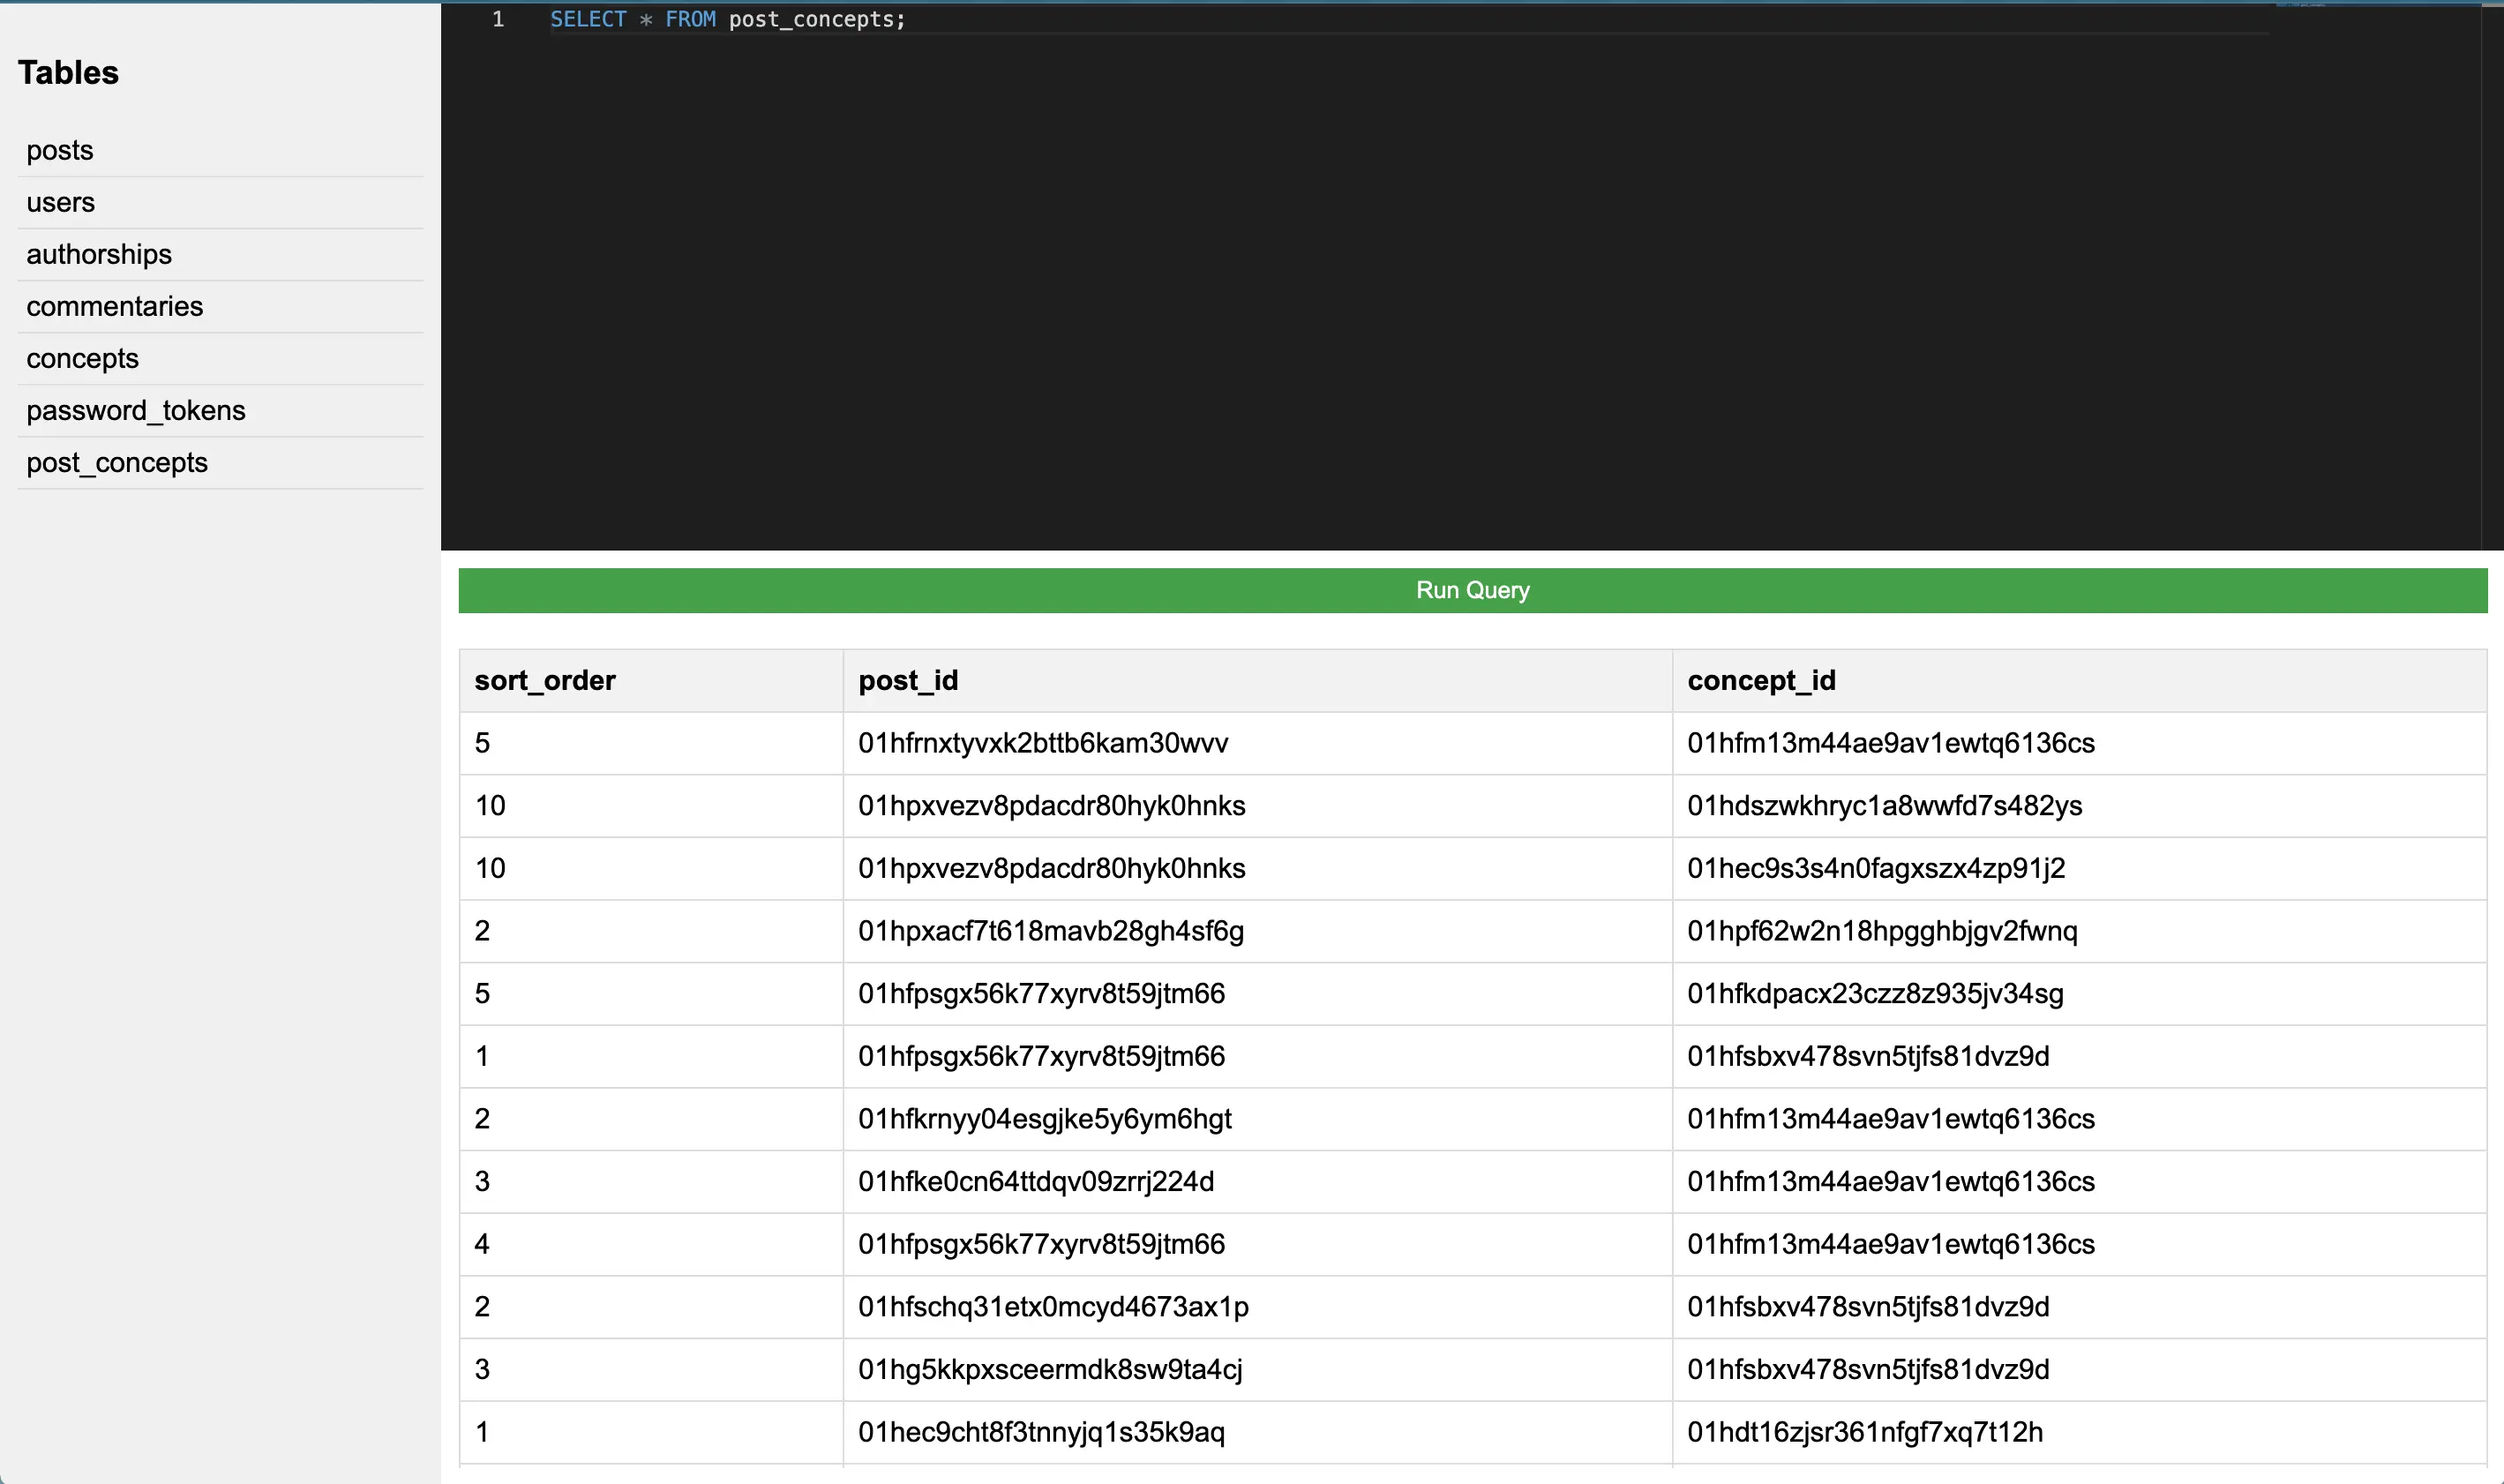 Tables
posts
users
authorships
commentaries
concepts
password_tokens
post_concepts
1 SELECT * FROM post_concepts;
Run Query
sort_order post_id concept_id
5 01hfrnxtyvxk2bttb6kam30wvv 01hfm13m44ae9av1ewtq6136cs
10 01hpxvezv8pdacdr80hyk0hnks 01hdszwkhryc1a8wwfd7s482ys
10 01hpxvezv8pdacdr80hyk0hnks 01hec9s3s4n0fagxszx4zp91j2
2 01hpxacf7t618mavb28gh4sf6g 01hpf62w2n18hpgghbjgv2fwnq
5 01hfpsgx56k77xyrv8t59jtm66 01hfkdpacx23czz8z935jv34sg
1 01hfpsgx56k77xyrv8t59jtm66 01hfsbxv478svn5tjfs81dvz9d
2 01hfkrnyy04esgjke5y6ym6hgt 01hfm13m44ae9av1ewtq6136cs
3 01hfke0cn64ttdqv09zrrj224d 01hfm13m44ae9av1ewtq6136cs
4 01hfpsgx56k77xyrv8t59jtm66 01hfm13m44ae9av1ewtq6136cs
2 01hfschq31etx0mcyd4673ax1p 01hfsbxv478svn5tjfs81dvz9d
3 01hg5kkpxsceermdk8sw9ta4cj 01hfsbxv478svn5tjfs81dvz9d
1 01hec9cht8f3tnnyjq1s35k9aq 01hdt16zjsr361nfgf7xq7t12h